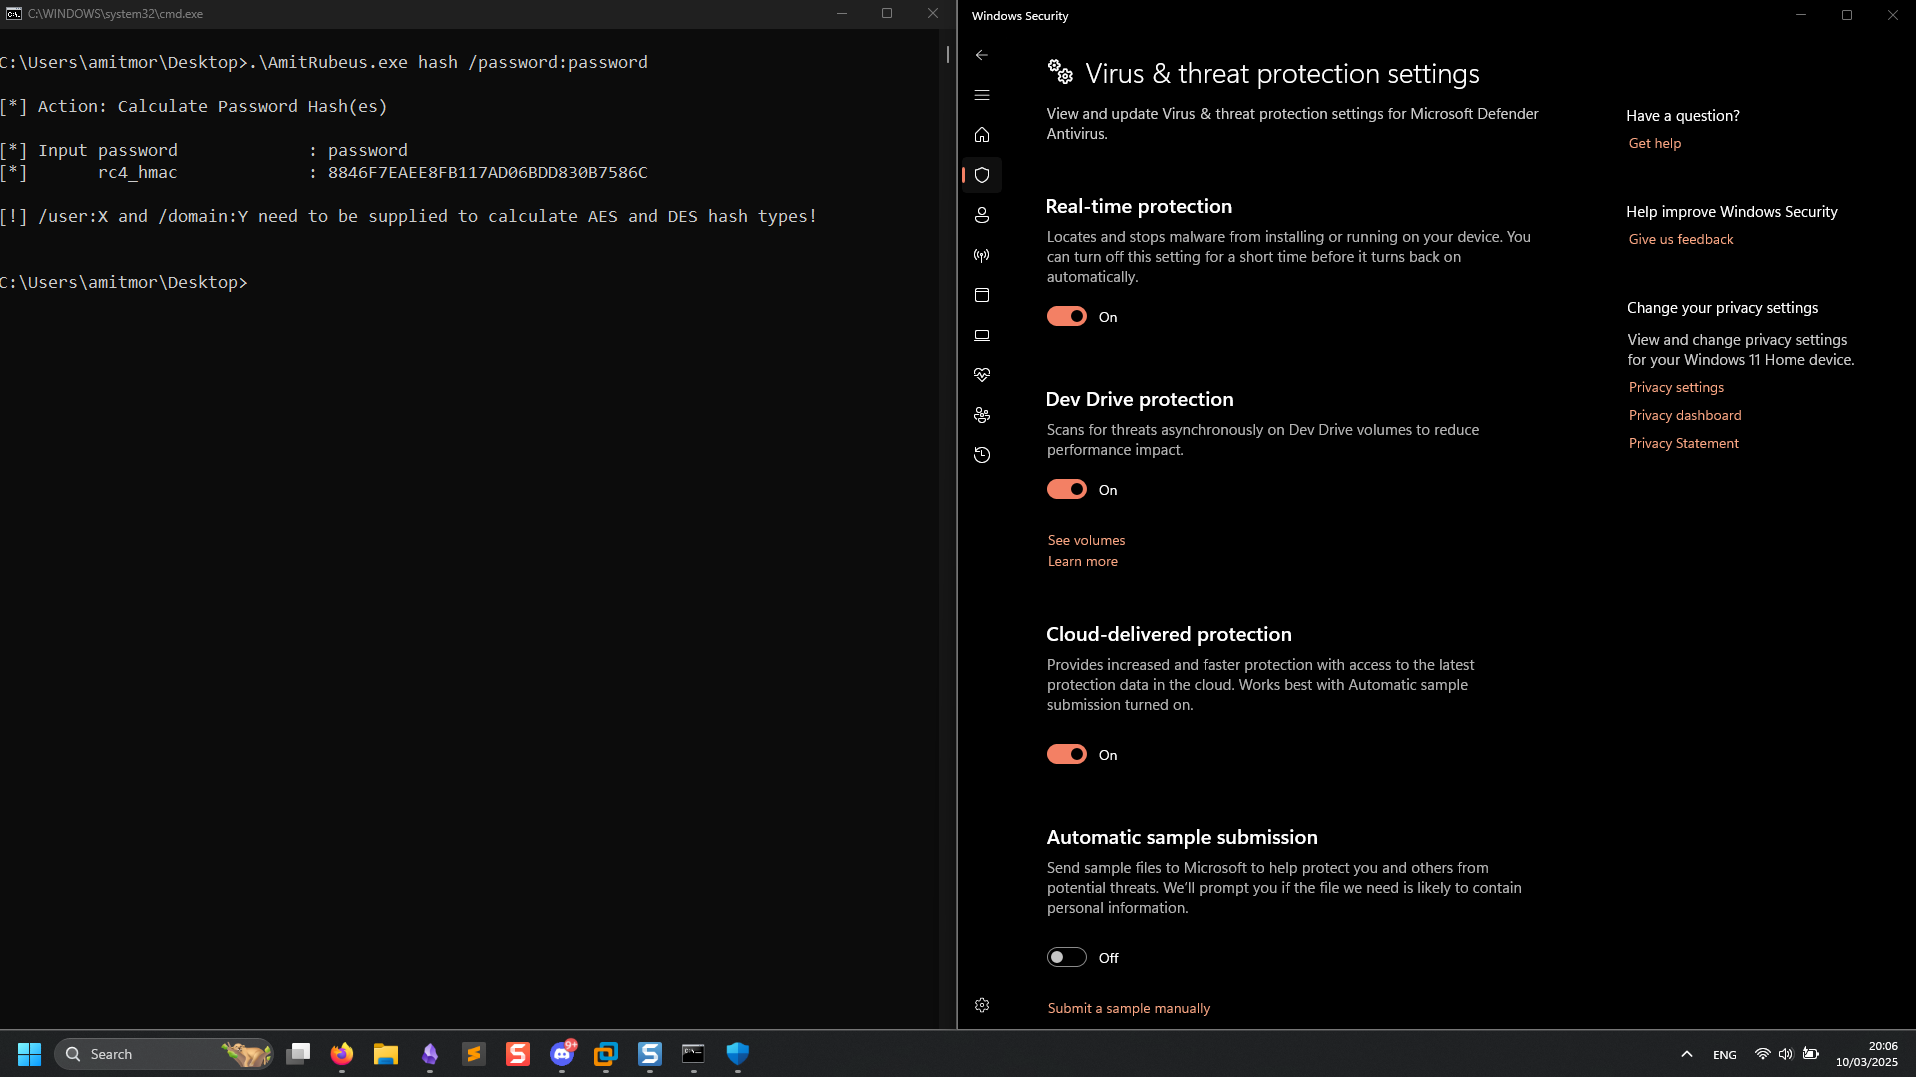 C:\WINDOWS\system32\cmd.exe
C:\Users\amitmor\Desktop>.\AmitRubeus.exe hash /password:password
[*] Action: Calculate Password Hash(es)
[*] Input password : password
[*] rc4_hmac : 8846F7EAEE8FB117AD06BDD830B7586C
[!] /user:X and /domain:Y need to be supplied to calculate AES and DES hash types!
C:\Users\amitmor\Desktop>
Windows Security
Virus & threat protection settings
View and update Virus & threat protection settings for Microsoft Defender
Antivirus.
Real-time protection
Locates and stops malware from installing or running on your device. You
can turn off this setting for a short time before it turns back on
automatically.
On
Dev Drive protection
Scans for threats asynchronously on Dev Drive volumes to reduce
performance impact.
On
See volumes
Learn more
Cloud-delivered protection
Provides increased and faster protection with access to the latest
protection data in the cloud. Works best with Automatic sample
submission turned on.
On
Automatic sample submission
Send sample files to Microsoft to help protect you and others from
potential threats. We'll prompt you if the file we need is likely to contain
personal information.
Off
Submit a sample manually
Have a question?
Get help
Help improve Windows Security
Give us feedback
Change your privacy settings
View and change privacy settings
for your Windows 11 Home device.
Privacy settings
Privacy dashboard
Privacy Statement
Search
9+
ENG
20:06
10/03/2025